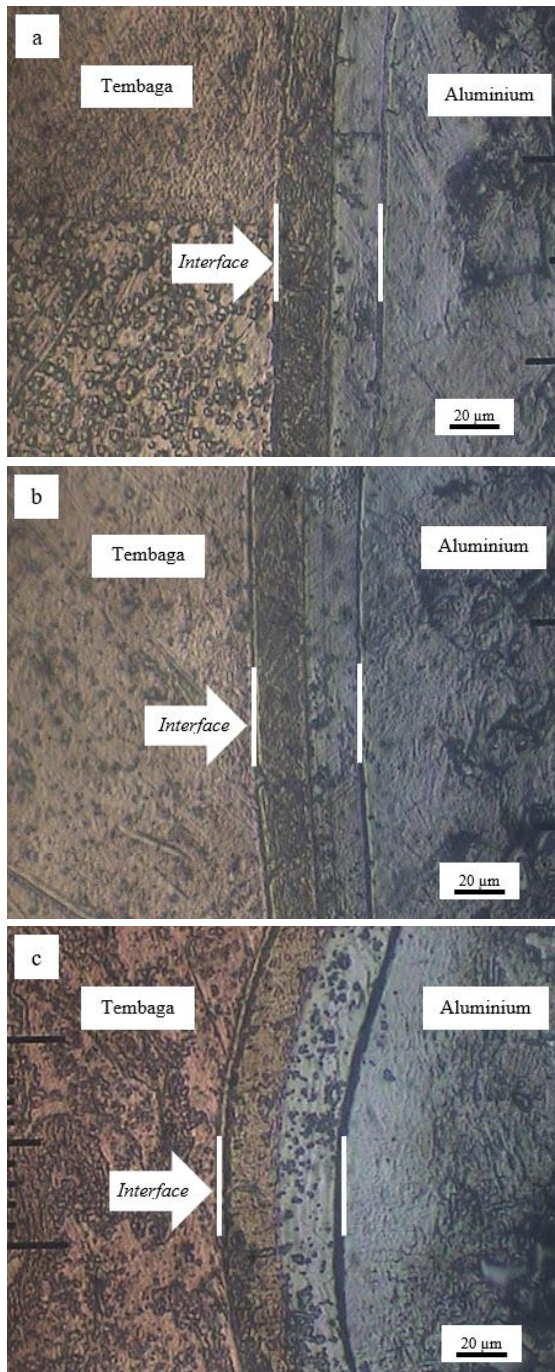 a
Tembaga
Aluminium
Interface
20 µm
b
Tembaga
Aluminium
Interface
20 µm
c
Tembaga
Aluminium
Interface
20 µm